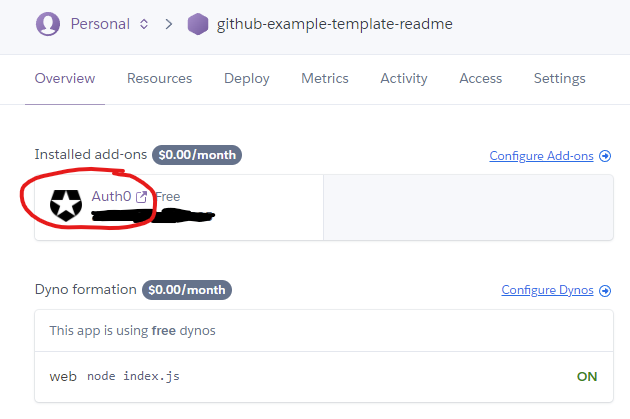 Personal github-example-template-readme
Overview Resources Deploy Metrics Activity Access Settings
Installed add-ons $0.00/month Configure Add-ons
Auth0 Free
Dyno formation $0.00/month Configure Dynos
This app is using free dynos
web node index.js ON